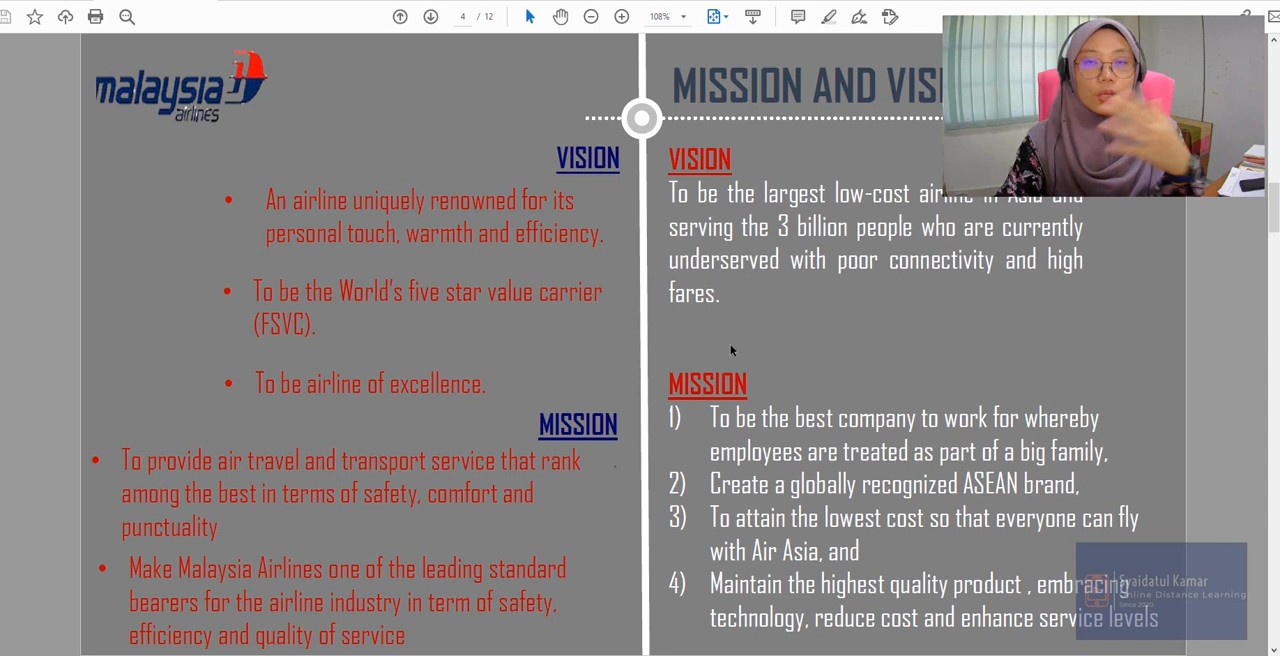 4 / 12
108%
malaysia
airlines
VISION
An airline uniquely renowned for its
personal touch, warmth and efficiency.
To be the World's five star value carrier
(FSVC).
To be airline of excellence.
MISSION
To provide air travel and transport service that rank
among the best in terms of safety, comfort and
punctuality
Make Malaysia Airlines one of the leading standard
bearers for the airline industry in term of safety,
efficiency and quality of service
MISSION AND
VISION
To be the largest low-cost airline in Asia and
serving the 3 billion people who are currently
underserved with poor connectivity and high
fares.
MISSION
1) To be the best company to work for whereby
employees are treated as part of a big family,
2) Create a globally recognized ASEAN brand,
3) To attain the lowest cost so that everyone can fly
with Air Asia, and
4) Maintain the highest quality product , embracing
technology, reduce cost and enhance service levels
Syaidatul Kamar
Online Distance Learning
Since 2020